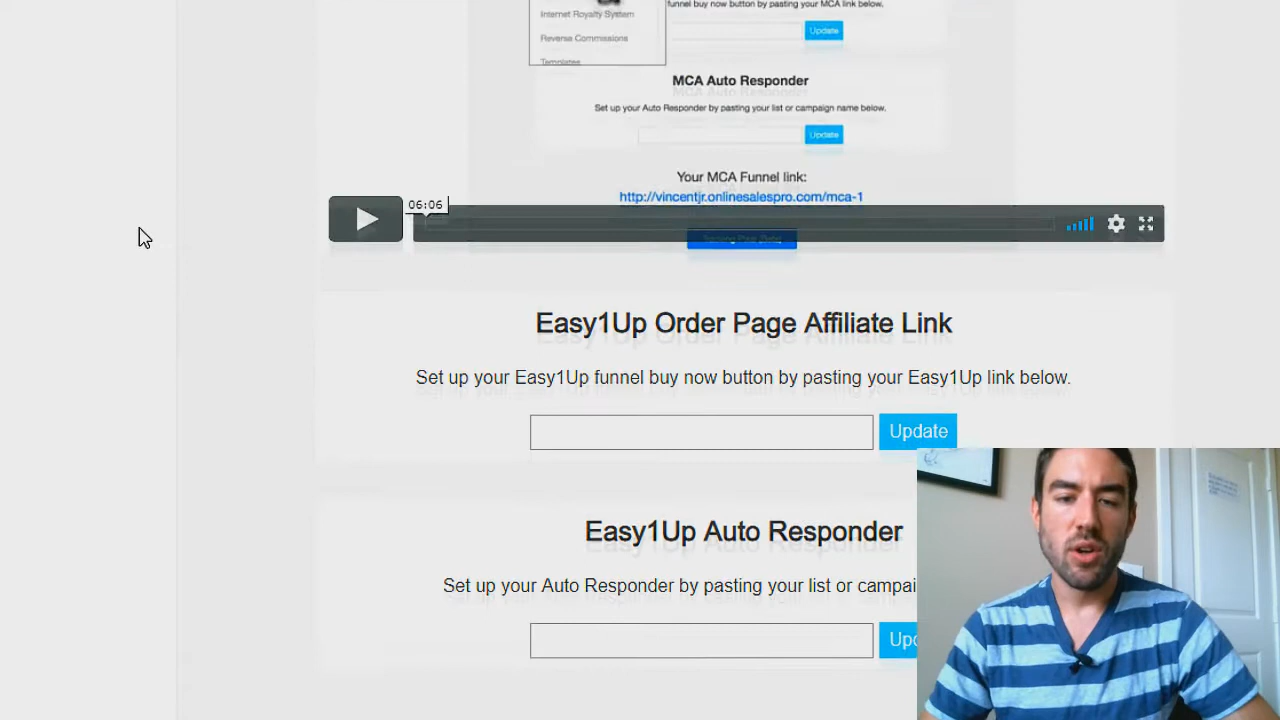 Internet Royalty System
funnel buy now button by pasting your MCA link below.
Update
Reverse Commissions
Templates
MCA Auto Responder
Set up your Auto Responder by pasting your list or campaign name below.
Update
Your MCA Funnel link:
http://vincentjr.onlinesalespro.com/mca-1
06:06
Easy1Up Order Page Affiliate Link
Set up your Easy1Up funnel buy now button by pasting your Easy1Up link below.
Update
Easy1Up Auto Responder
Set up your Auto Responder by pasting your list or campai
Upd